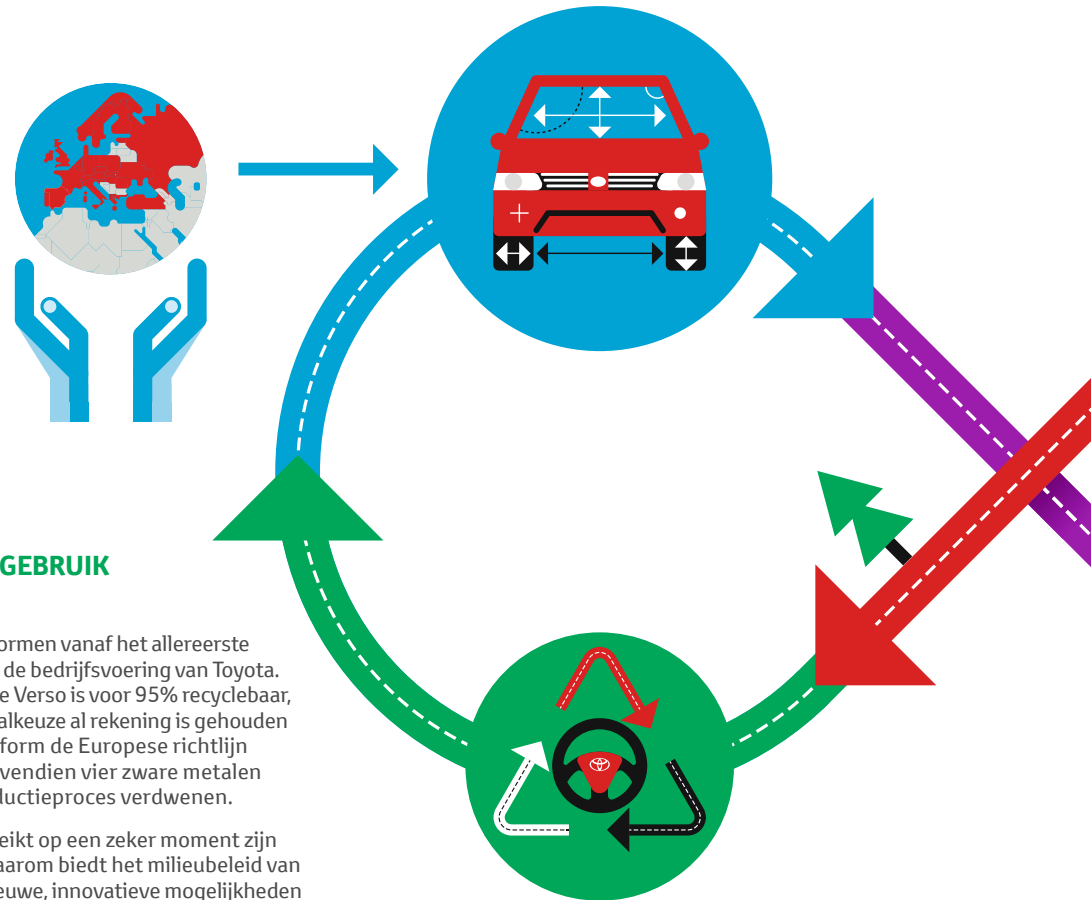 GEBRUIK
ormen vanaf het allereerste
de bedrijfsvoering van Toyota.
e Verso is voor 95% recyclebaar,
alkeuze al rekening is gehouden
form de Europese richtlijn
vendien vier zware metalen
ductieproces verdwenen.
eikt op een zeker moment zijn
aarom biedt het milieubeleid van
euwe, innovatieve mogelijkheden